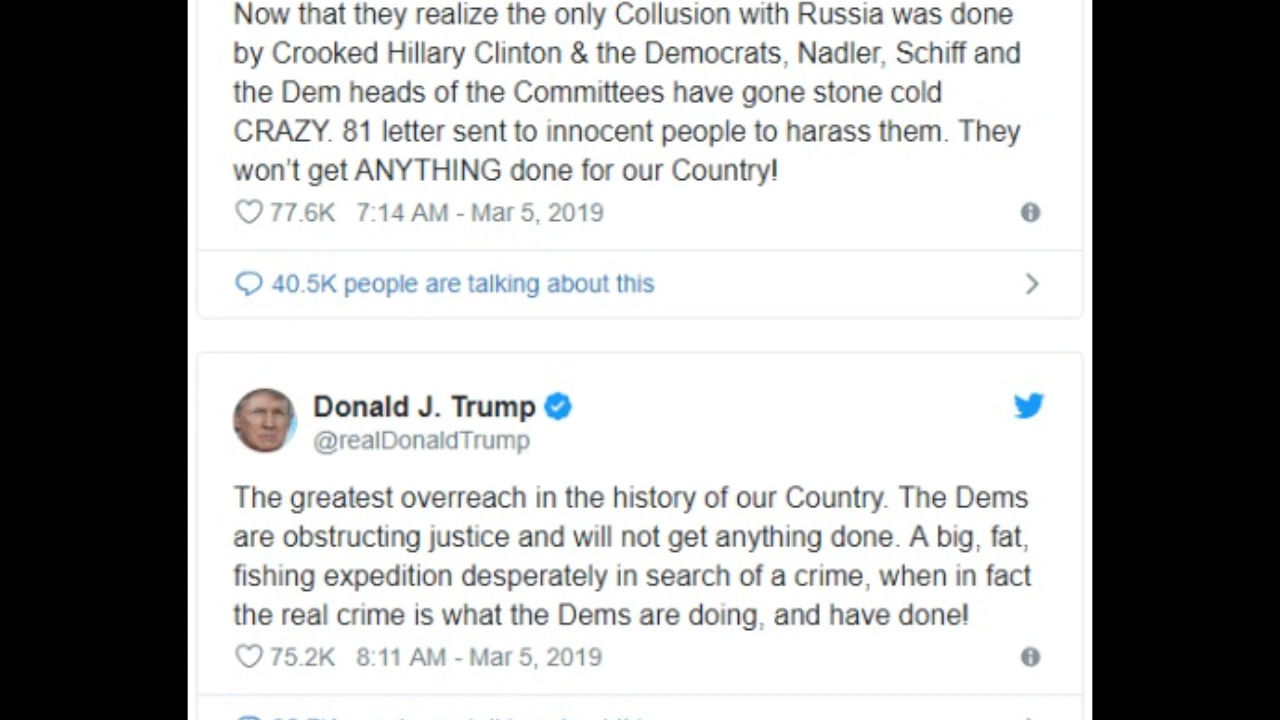 Now that they realize the only Collusion with Russia was done
by Crooked Hillary Clinton & the Democrats, Nadler, Schiff and
the Dem heads of the Committees have gone stone cold
CRAZY. 81 letter sent to innocent people to harass them. They
won't get ANYTHING done for our Country!
77.6K 7:14 AM - Mar 5, 2019
40.5K people are talking about this
Donald J. Trump
@realDonaldTrump
The greatest overreach in the history of our Country. The Dems
are obstructing justice and will not get anything done. A big, fat,
fishing expedition desperately in search of a crime, when in fact
the real crime is what the Dems are doing, and have done!
75.2K 8:11 AM - Mar 5, 2019